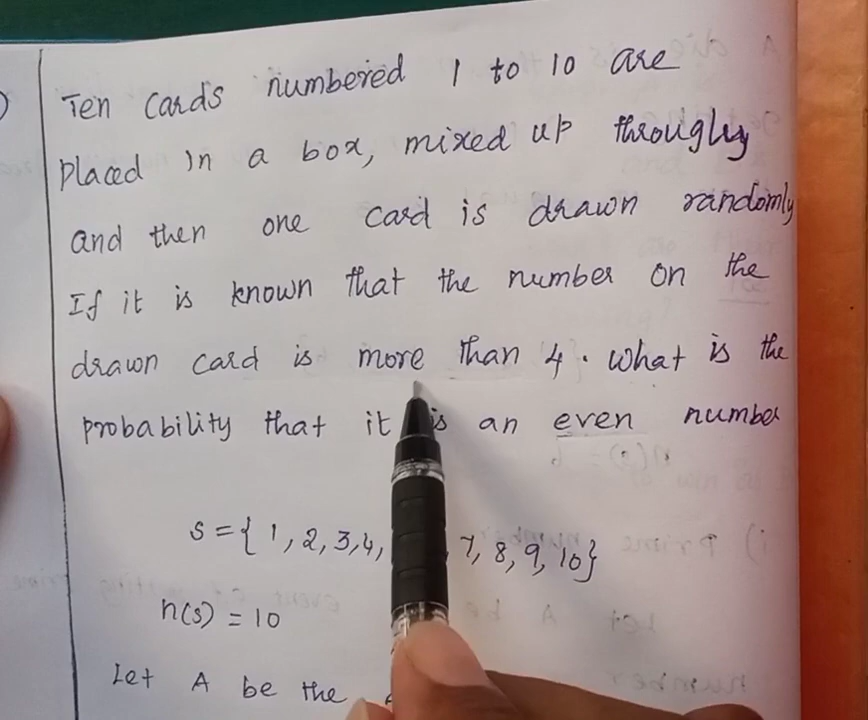 Ten cards numbered 1 to 10 are
placed in a box, mixed up througly
and then one card is drawn randomly
If it is known that the number on the
drawn card is more than 4. what is the
probability that it is an even number
S = { 1, 2, 3, 4, 7, 8, 9, 10}
n(s) = 10
Let A be the